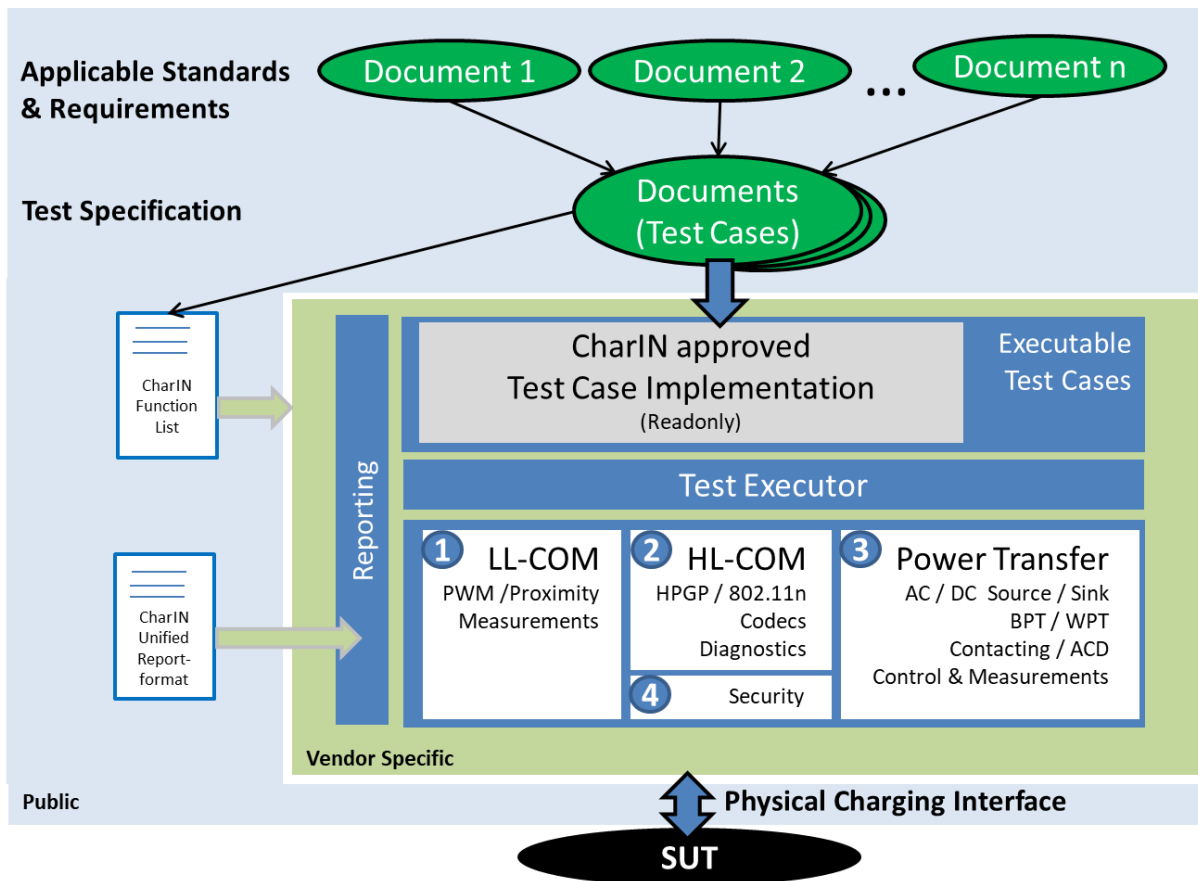 Applicable Standards
& Requirements
Document 1
Document 2
...
Document n
Test Specification
Documents
(Test Cases)
CharIN
Function
List
CharIN
Unified
Report-
format
Reporting
CharIN approved
Test Case Implementation
(Readonly)
Executable
Test Cases
Test Executor
1
LL-COM
PWM /Proximity
Measurements
2
HL-COM
HPGP / 802.11n
Codecs
Diagnostics
4
Security
3
Power Transfer
AC / DC Source / Sink
BPT / WPT
Contacting / ACD
Control & Measurements
Vendor Specific
Public
Physical Charging Interface
SUT